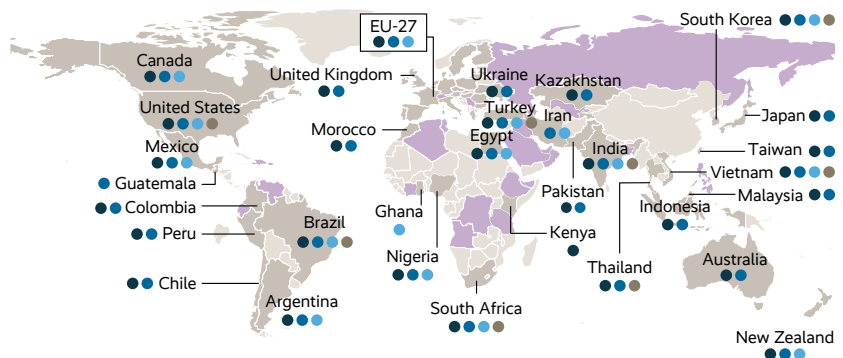 South Korea
EU-27
Canada
United Kingdom
Ukraine
Kazakhstan
United States
Turkey
Iran
Japan
Morocco
Egypt
Mexico
India
Taiwan
Vietnam
Guatemala
Pakistan
Malaysia
Colombia
Ghana
Indonesia
Brazil
Peru
Kenya
Nigeria
Australia
Thailand
Chile
Argentina
South Africa
New Zealand